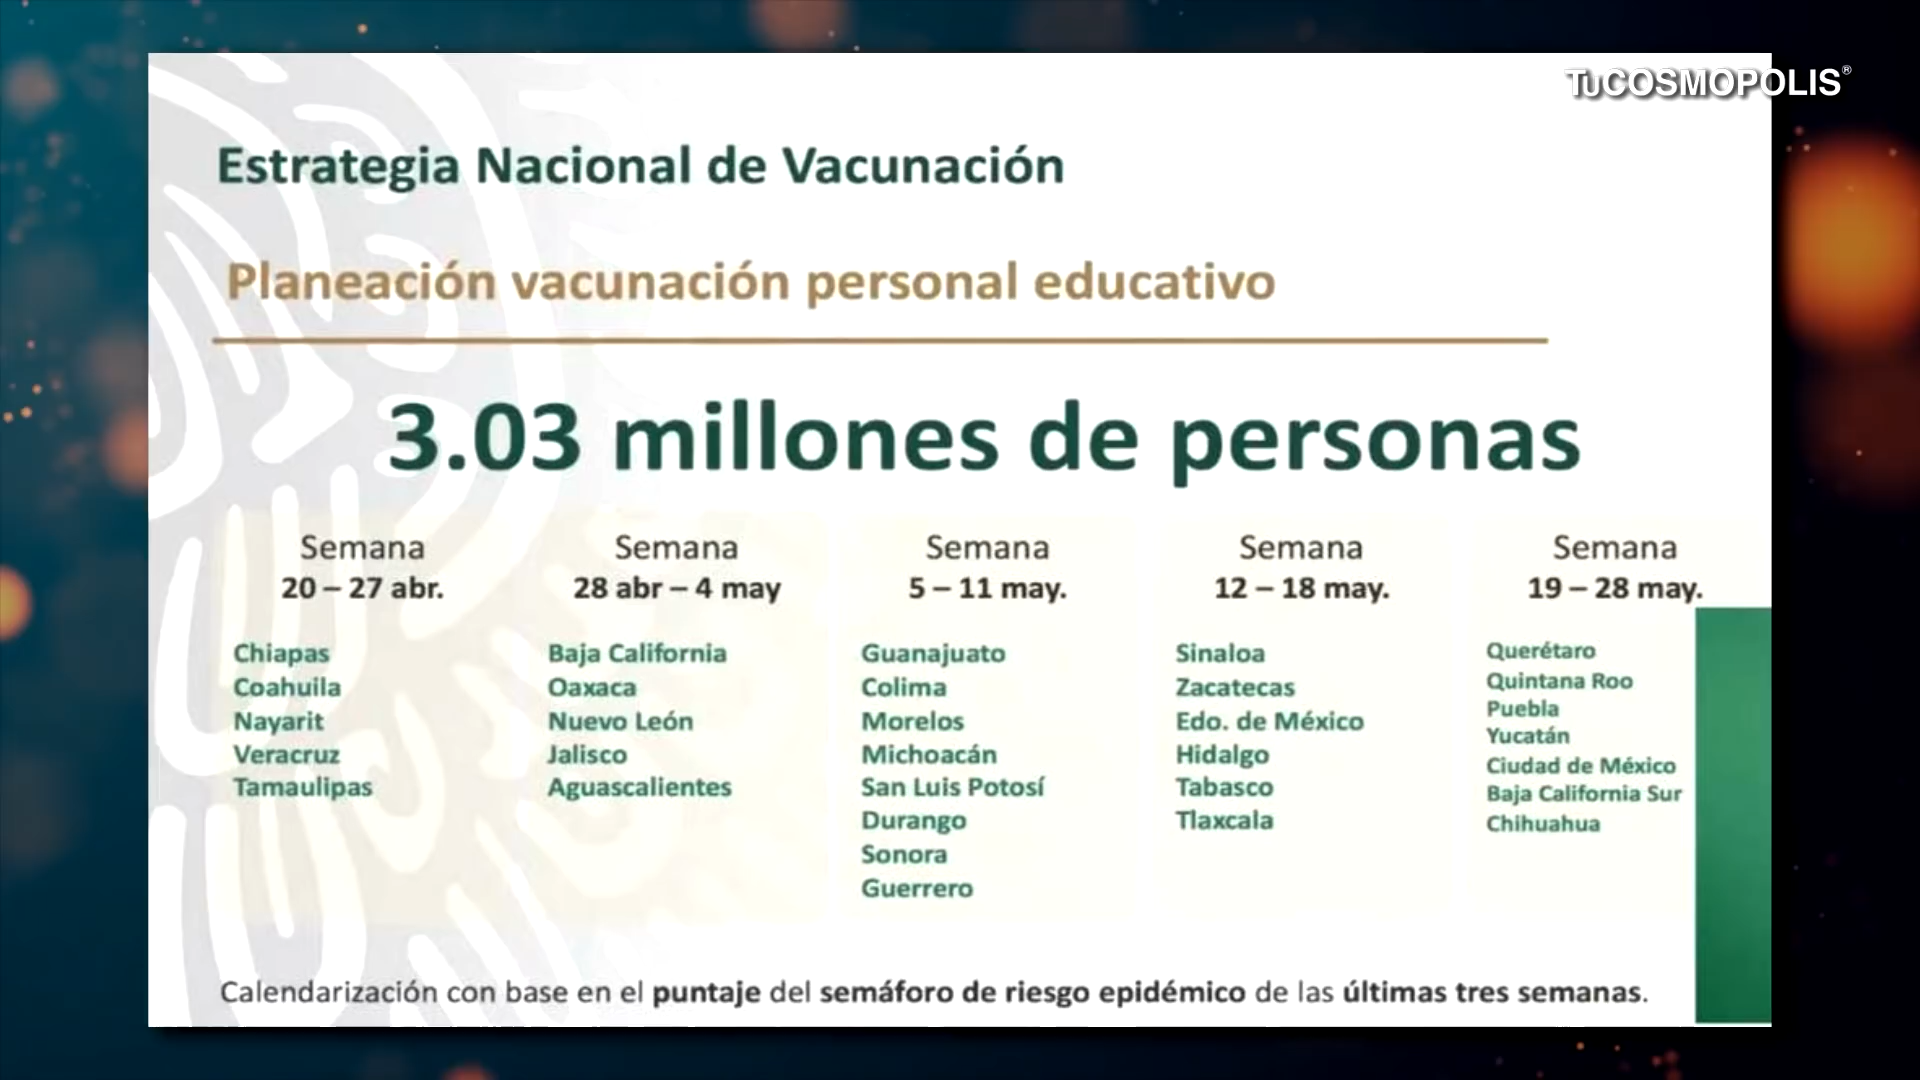 TuCOSMOPOLIS®
Estrategia Nacional de Vacunación
Planeación vacunación personal educativo
3.03 millones de personas
Semana
20 – 27 abr.
Chiapas
Coahuila
Nayarit
Veracruz
Tamaulipas
Semana
28 abr – 4 may
Baja California
Oaxaca
Nuevo León
Jalisco
Aguascalientes
Semana
5 – 11 may.
Guanajuato
Colima
Morelos
Michoacán
San Luis Potosí
Durango
Sonora
Guerrero
Semana
12 – 18 may.
Sinaloa
Zacatecas
Edo. de México
Hidalgo
Tabasco
Tlaxcala
Semana
19 – 28 may.
Querétaro
Quintana Roo
Puebla
Yucatán
Ciudad de México
Baja California Sur
Chihuahua
Calendarización con base en el puntaje del semáforo de riesgo epidémico de las últimas tres semanas.